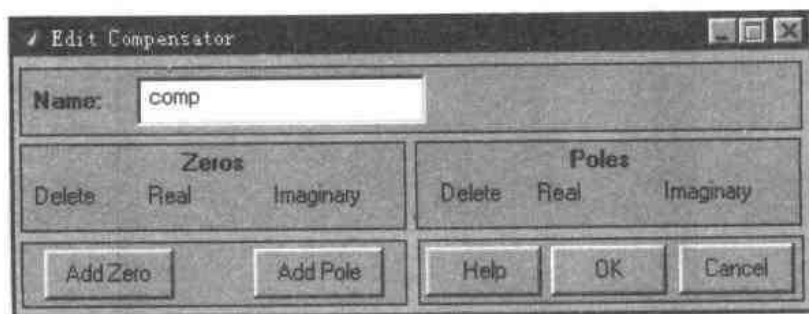 Edit Compensator
Name: comp
Zeros
Delete Real Imaginary
Poles
Delete Real Imaginary
Add Zero Add Pole
Help OK Cancel